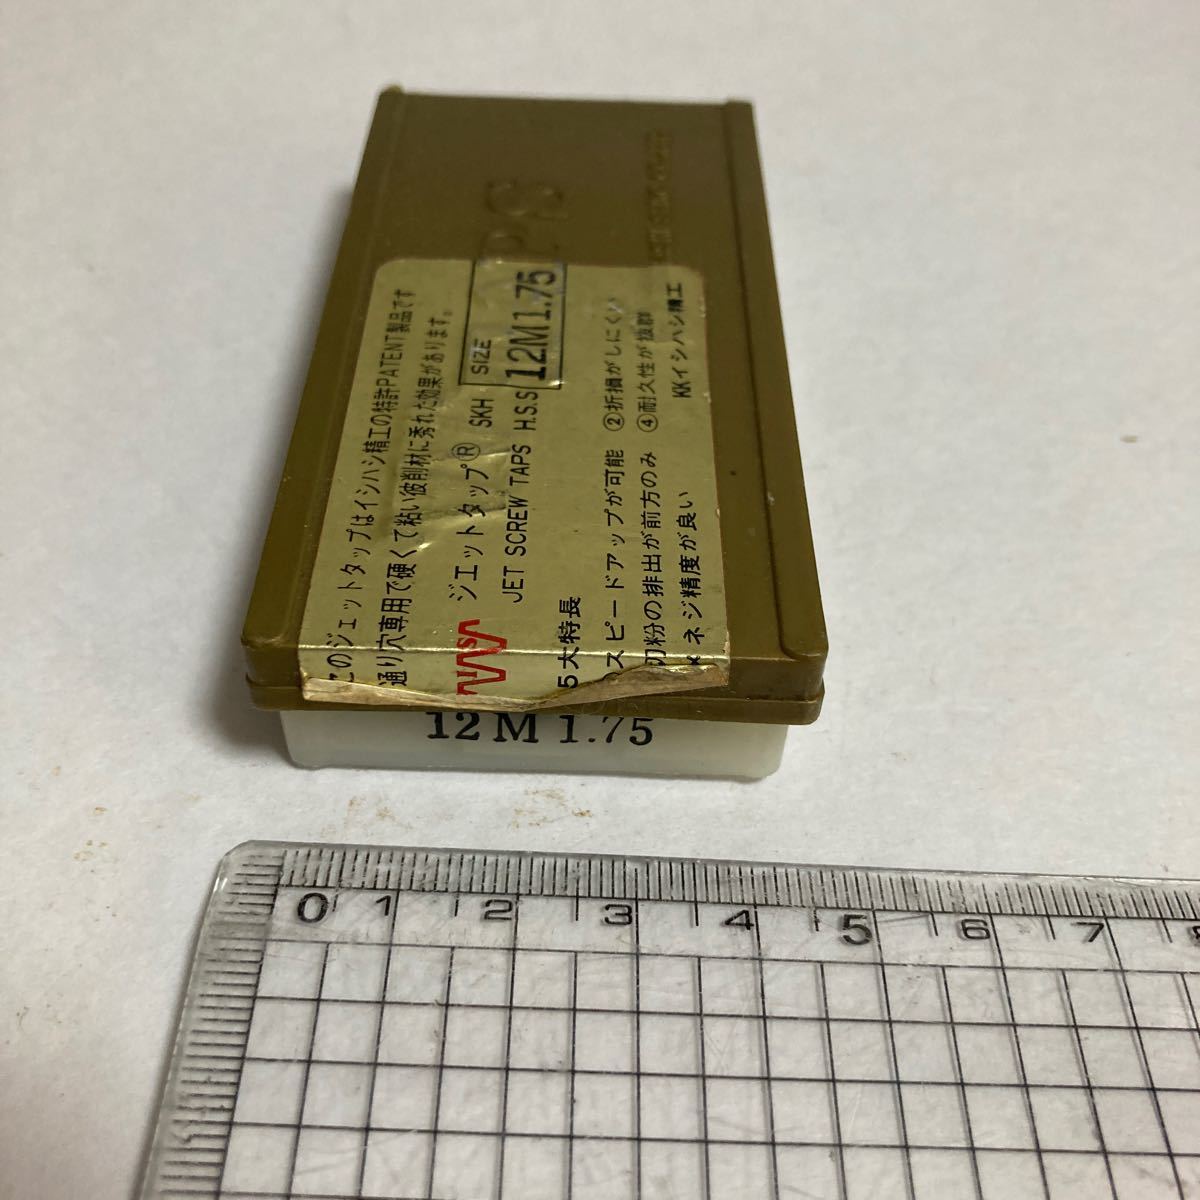 このジェットタップはイシハシ精工の特許PATENT製品です
通り穴専用で硬くて粘い彼削材に秀れた効果があります。
ISA
ジエットタップ® SKH
JET SCREW TAPS H.S.S
SIZE
12M1.75
5大特長
スピードアップが可能 ②折損がしにくい
刃粉の排出が前方のみ ④耐久性が抜群
ネジ精度が良い
KKイシハシ精工
12M 1.75
0 1 2 3 4 5 6 7 8